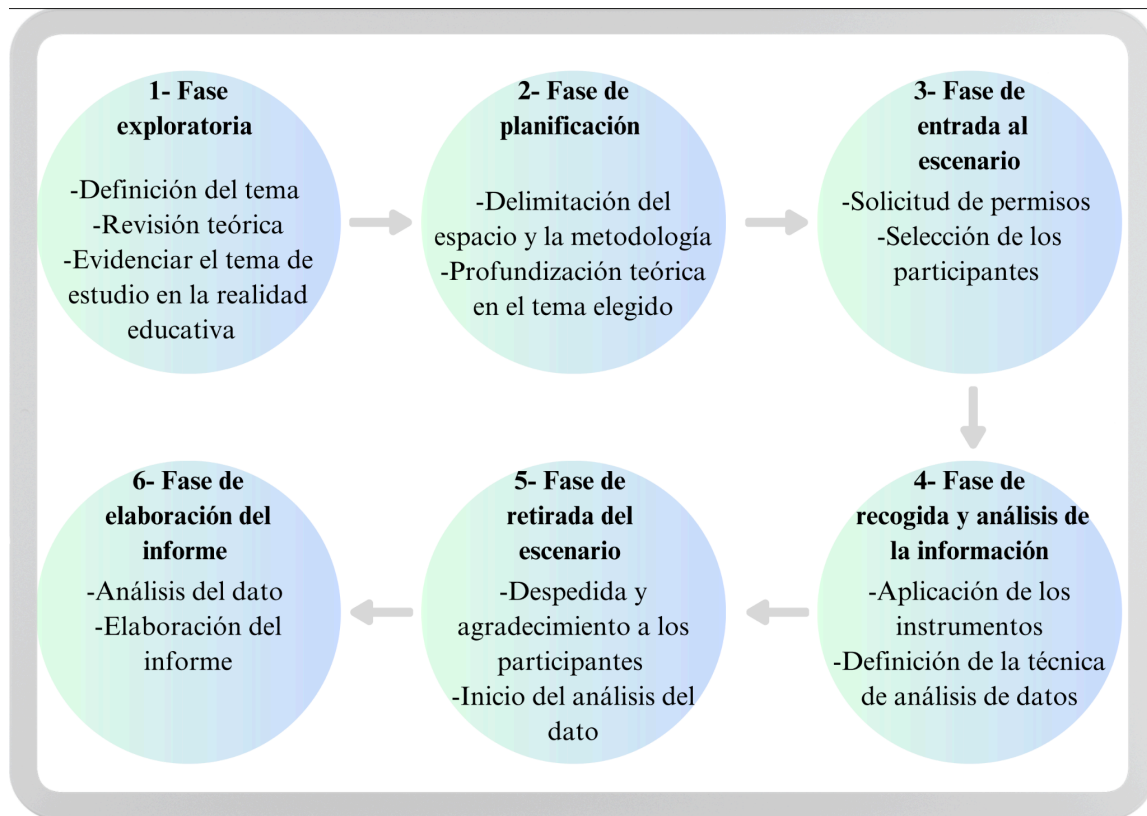 1- Fase
exploratoria
-Definición del tema
-Revisión teórica
-Evidenciar el tema de
estudio en la realidad
educativa
2- Fase de
planificación
-Delimitación del
espacio y la metodología
-Profundización teórica
en el tema elegido
3- Fase de
entrada al
escenario
-Solicitud de permisos
-Selección de los
participantes
4- Fase de
recogida y análisis de
la información
-Aplicación de los
instrumentos
-Definición de la técnica
de análisis de datos
5- Fase de
retirada del
escenario
-Despedida y
agradecimiento a los
participantes
-Inicio del análisis del
dato
6- Fase de
elaboración del
informe
-Análisis del dato
-Elaboración del
informe